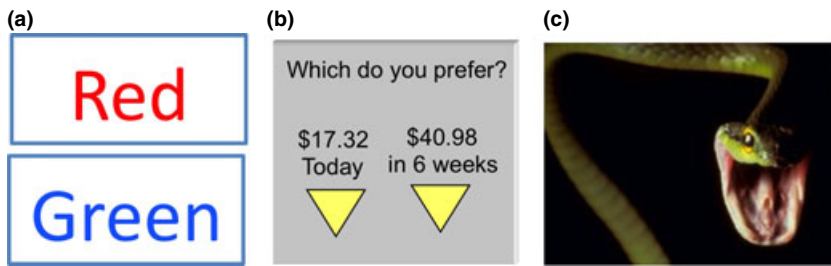 (a)
Red
Green
(b)
Which do you prefer?
$17.32 $40.98
Today in 6 weeks
(c)